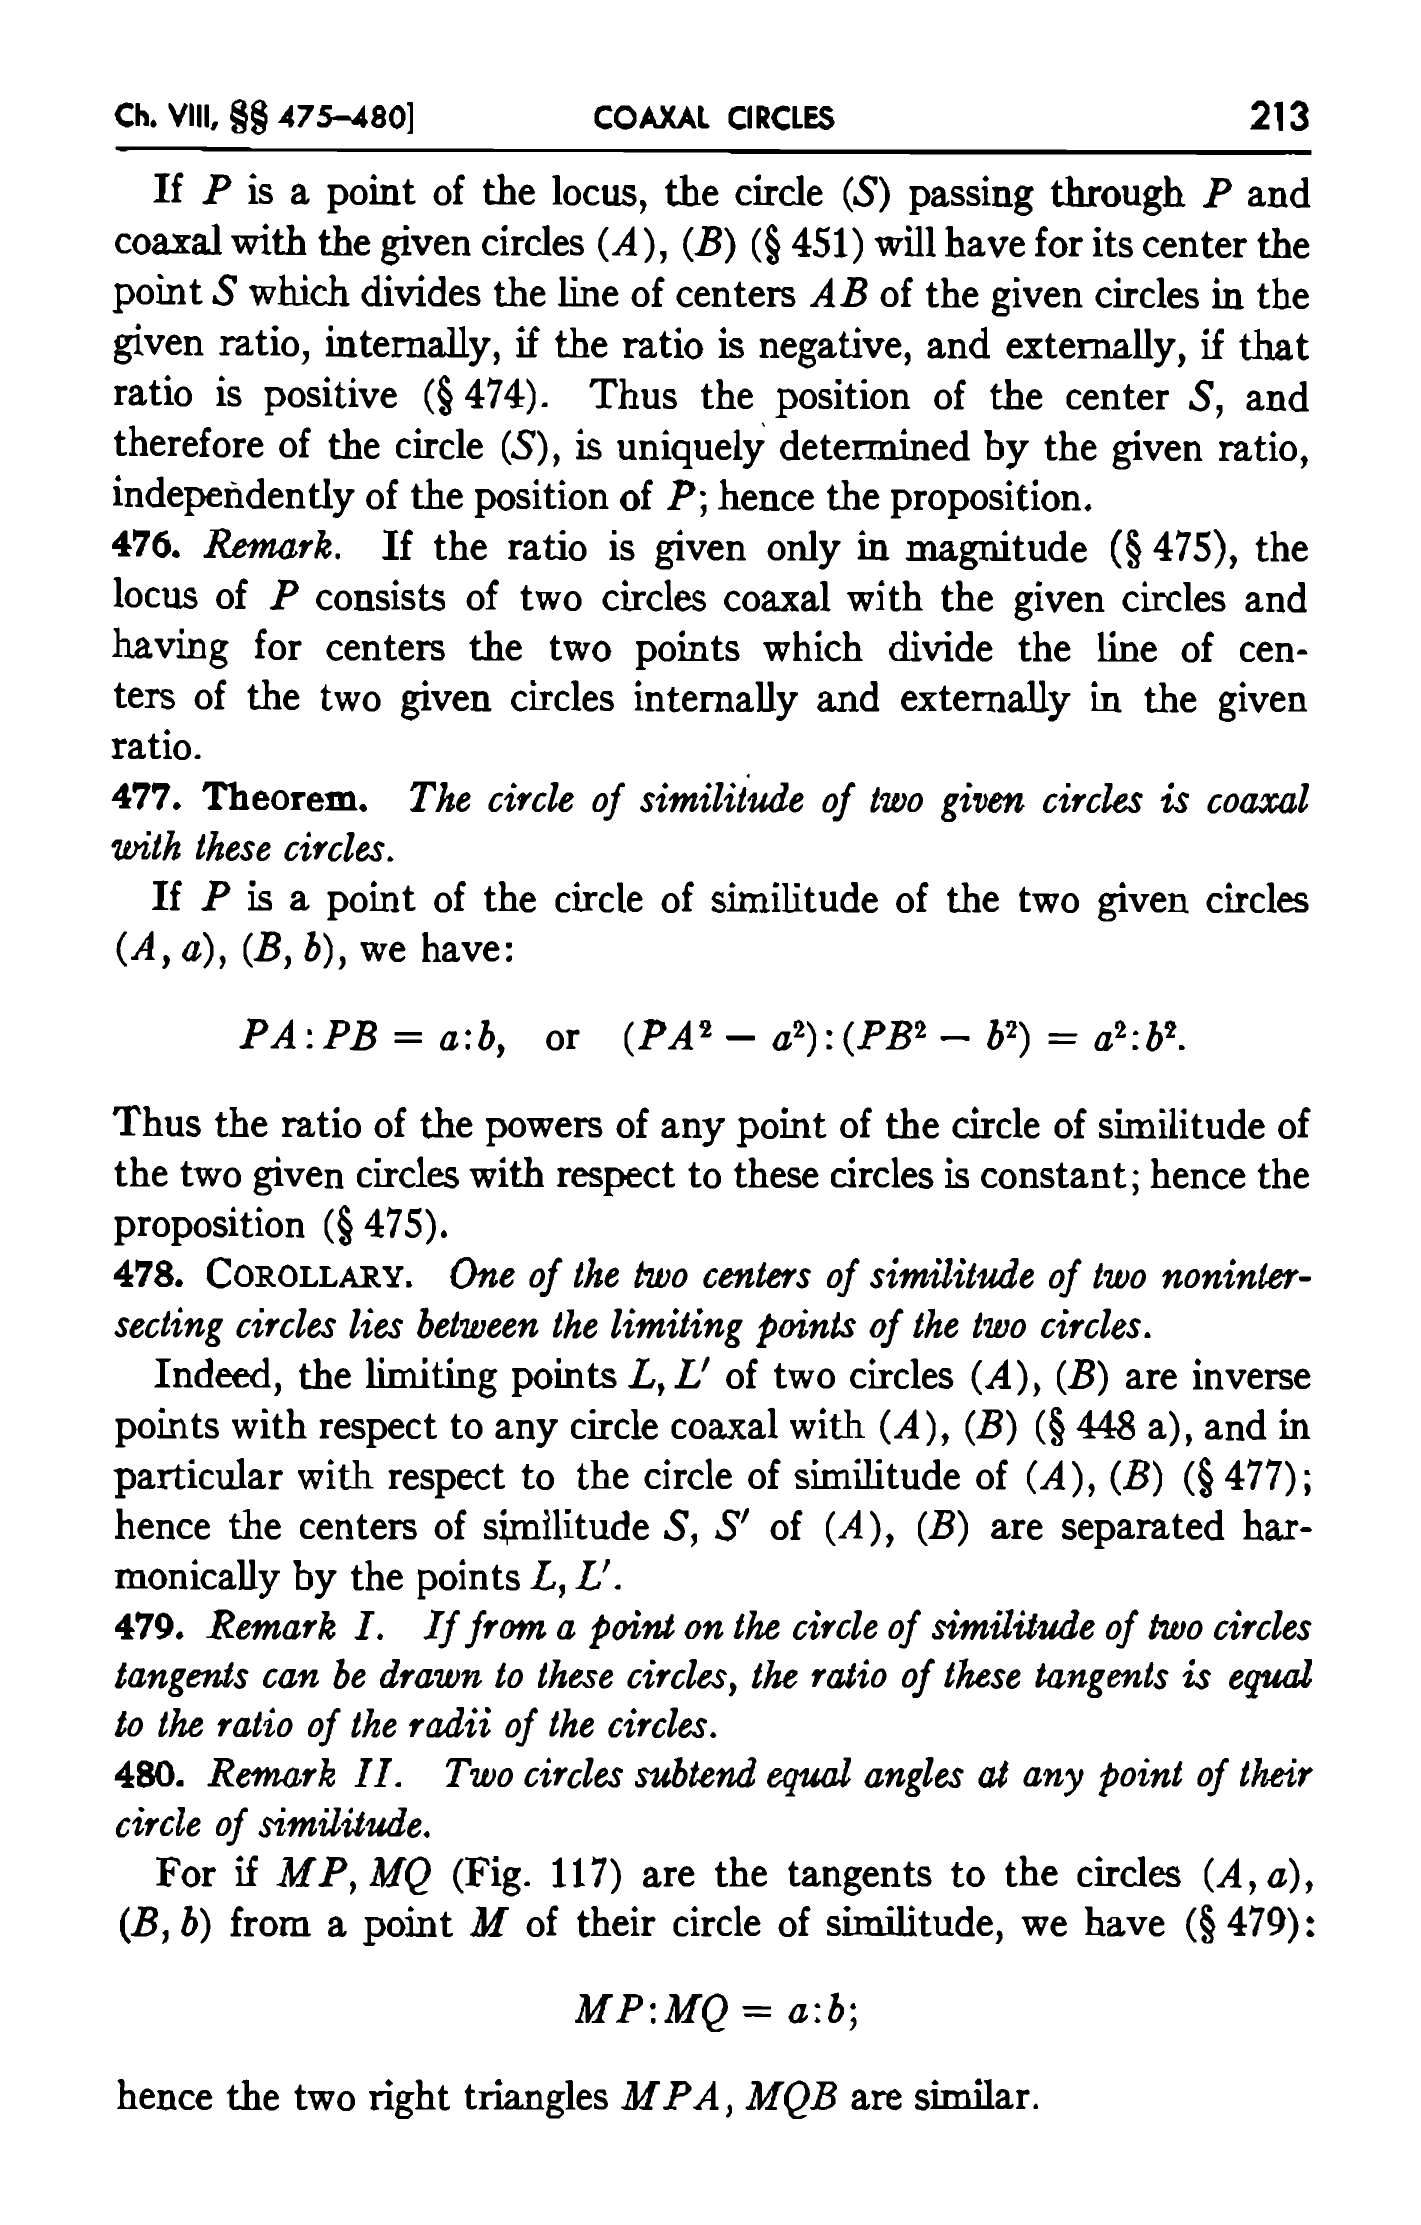 Ch. VIII, §§ 475–480] COAXAL CIRCLES 213
If P is a point of the locus, the circle (S) passing through P and
coaxal with the given circles (A), (B) (§ 451) will have for its center the
point S which divides the line of centers AB of the given circles in the
given ratio, internally, if the ratio is negative, and externally, if that
ratio is positive (§ 474). Thus the position of the center S, and
therefore of the circle (S), is uniquely determined by the given ratio,
independently of the position of P; hence the proposition.
476. Remark. If the ratio is given only in magnitude (§ 475), the
locus of P consists of two circles coaxal with the given circles and
having for centers the two points which divide the line of cen-
ters of the two given circles internally and externally in the given
ratio.
477. Theorem. The circle of similitude of two given circles is coaxal
with these circles.
If P is a point of the circle of similitude of the two given circles
(A, a), (B, b), we have:
PA:PB = a:b, or (PA² − a²):(PB² − b²) = a²:b².
Thus the ratio of the powers of any point of the circle of similitude of
the two given circles with respect to these circles is constant; hence the
proposition (§ 475).
478. COROLLARY. One of the two centers of similitude of two noninter-
secting circles lies between the limiting points of the two circles.
Indeed, the limiting points L, L′ of two circles (A), (B) are inverse
points with respect to any circle coaxal with (A), (B) (§ 448 a), and in
particular with respect to the circle of similitude of (A), (B) (§ 477);
hence the centers of similitude S, S′ of (A), (B) are separated har-
monically by the points L, L′.
479. Remark I. If from a point on the circle of similitude of two circles
tangents can be drawn to these circles, the ratio of these tangents is equal
to the ratio of the radii of the circles.
480. Remark II. Two circles subtend equal angles at any point of their
circle of similitude.
For if MP, MQ (Fig. 117) are the tangents to the circles (A, a),
(B, b) from a point M of their circle of similitude, we have (§ 479):
MP:MQ = a:b;
hence the two right triangles MPA, MQB are similar.